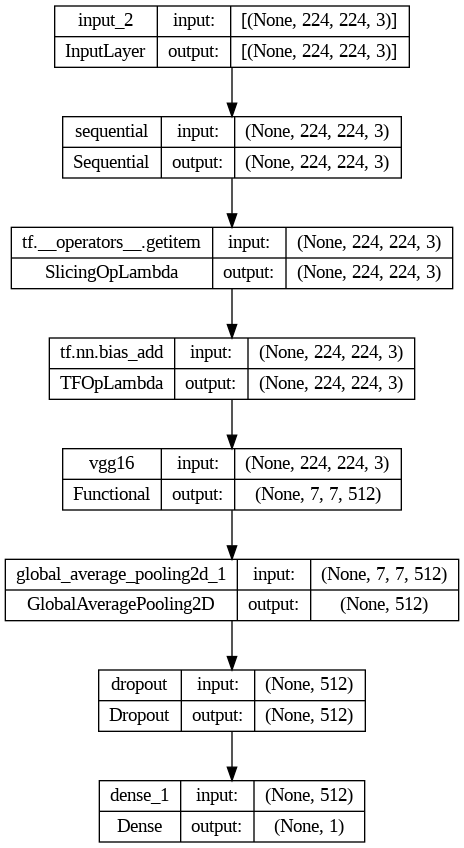 input_2 input: [(None, 224, 224, 3)]
InputLayer output: [(None, 224, 224, 3)]
sequential input: (None, 224, 224, 3)
Sequential output: (None, 224, 224, 3)
tf.__operators__.getitem input: (None, 224, 224, 3)
SlicingOpLambda output: (None, 224, 224, 3)
tf.nn.bias_add input: (None, 224, 224, 3)
TFOpLambda output: (None, 224, 224, 3)
vgg16 input: (None, 224, 224, 3)
Functional output: (None, 7, 7, 512)
global_average_pooling2d_1 input: (None, 7, 7, 512)
GlobalAveragePooling2D output: (None, 512)
dropout input: (None, 512)
Dropout output: (None, 512)
dense_1 input: (None, 512)
Dense output: (None, 1)